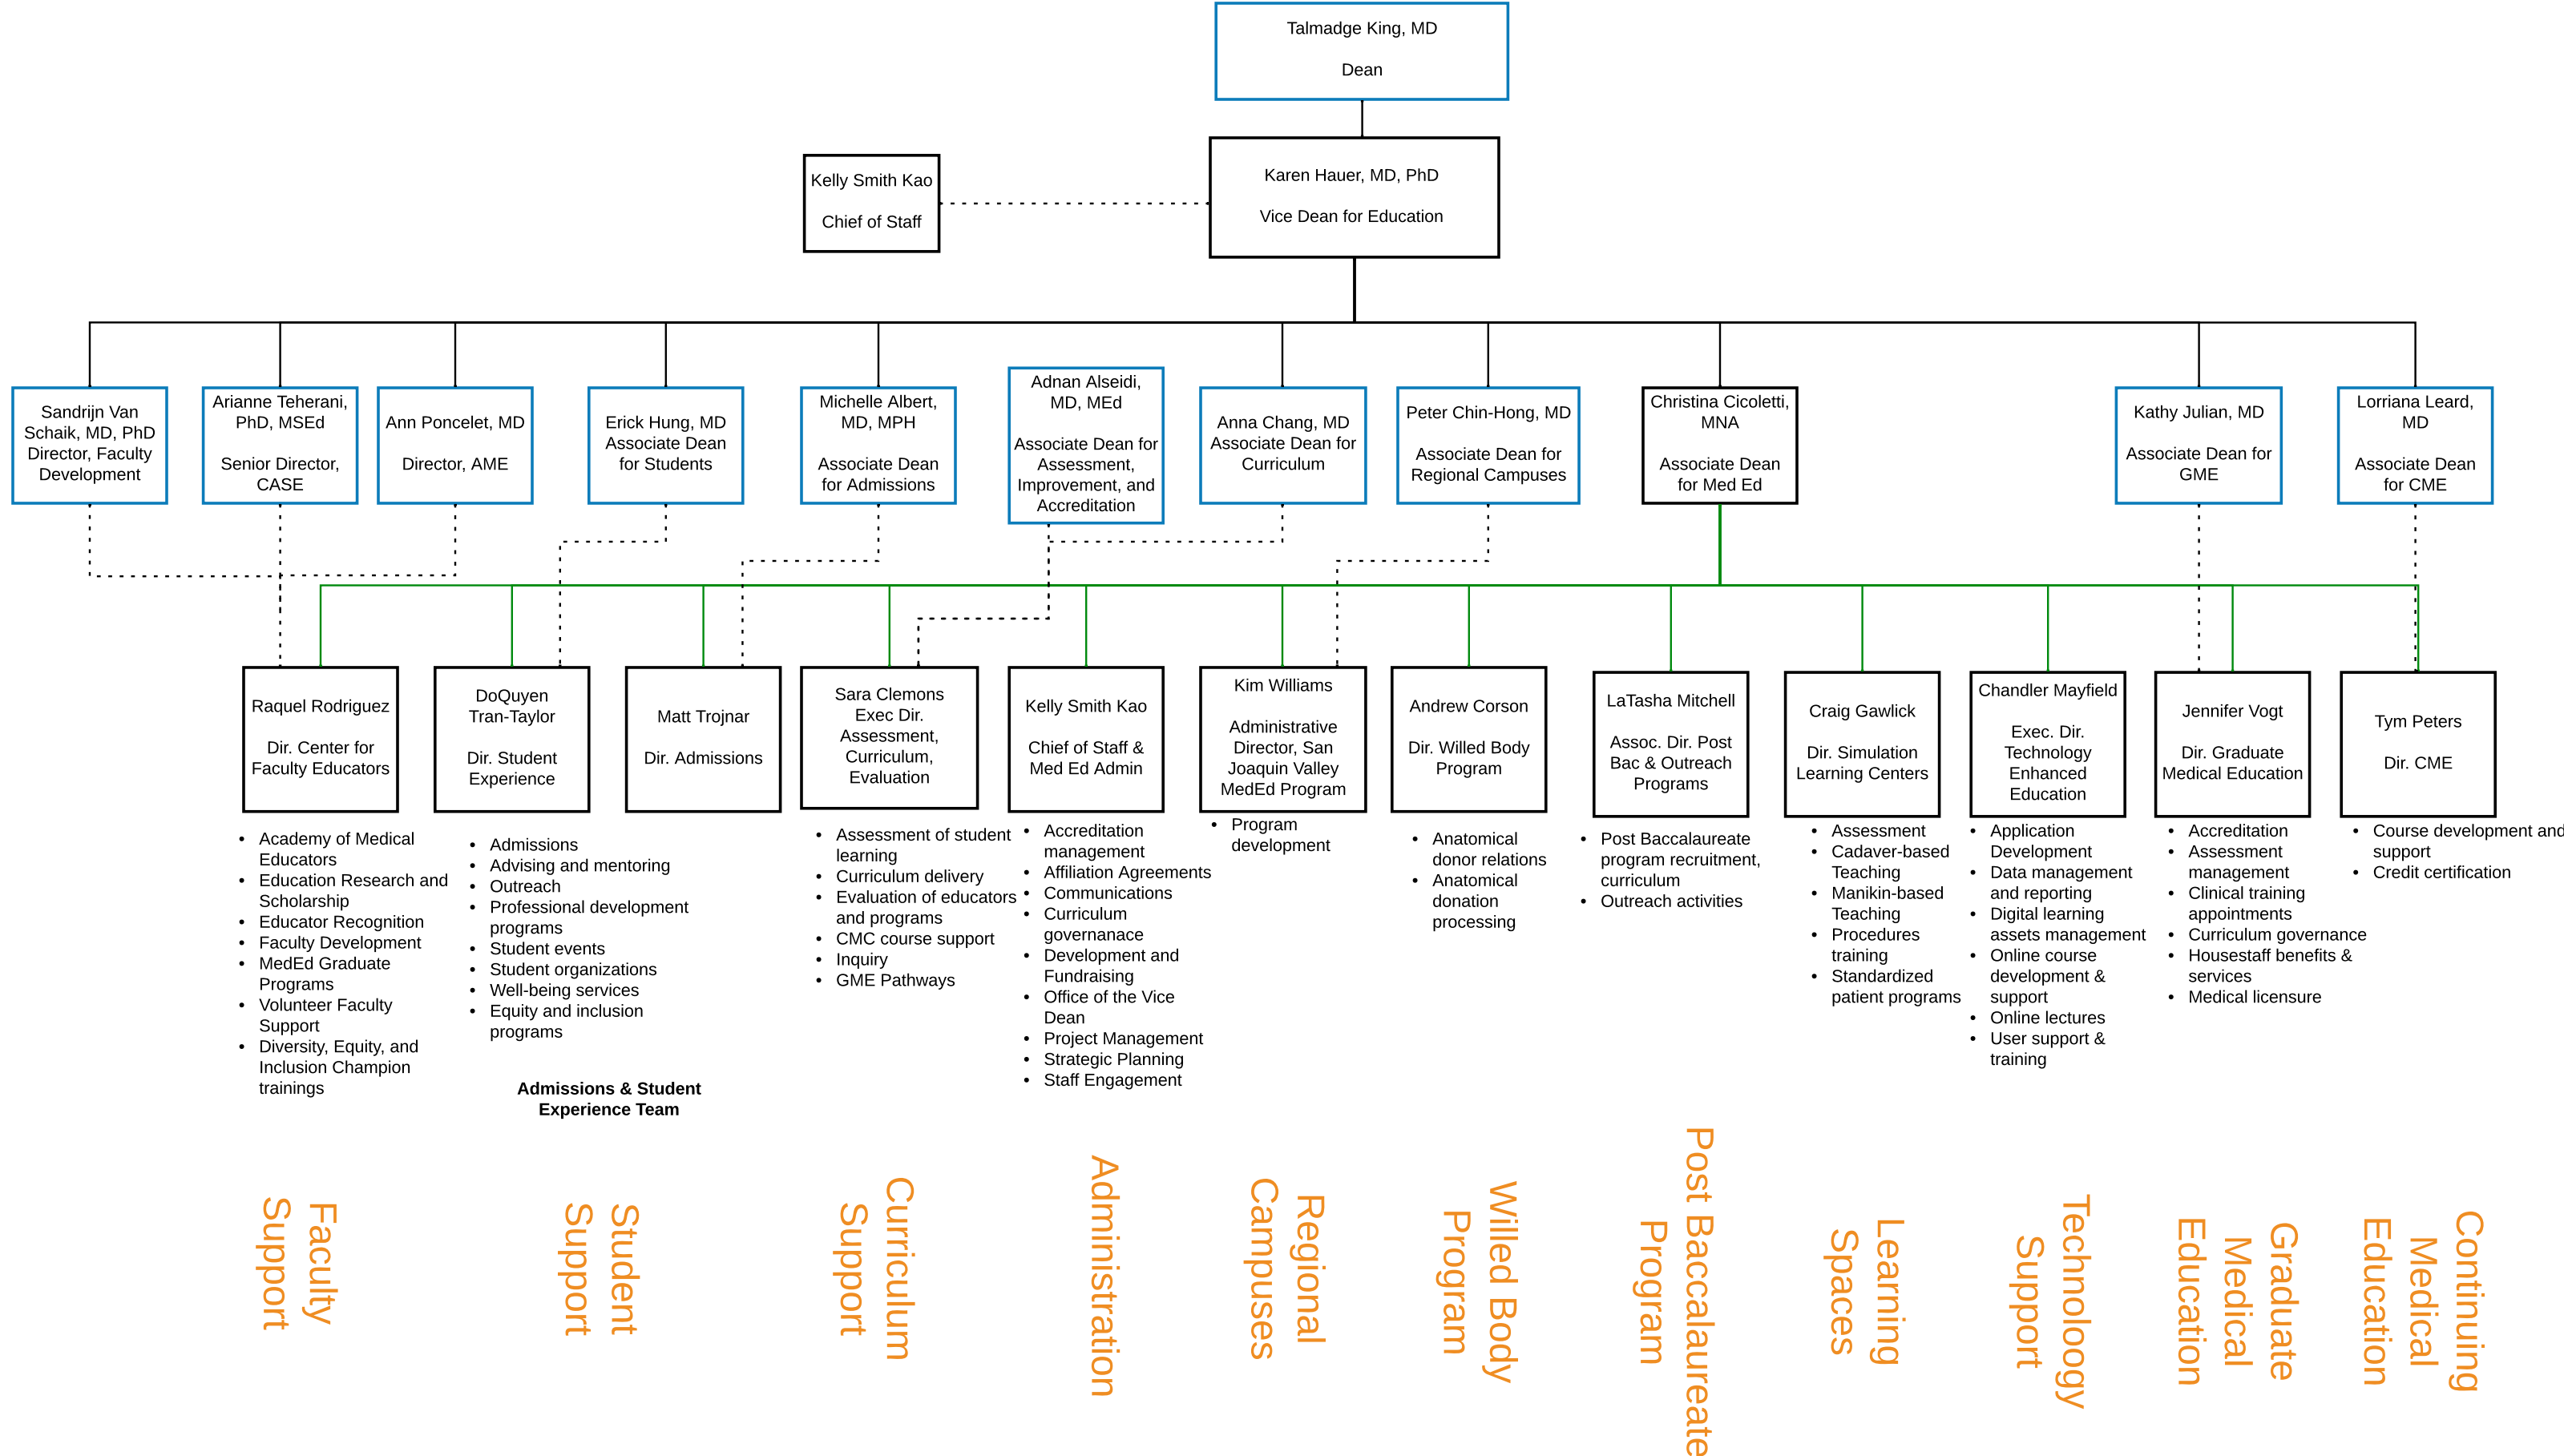 Talmadge King, MD
Dean
Karen Hauer, MD, PhD
Vice Dean for Education
Kelly Smith Kao
Chief of Staff
Sandrijn Van
Schaik, MD, PhD
Director, Faculty
Development
Arianne Teherani,
PhD, MSEd
Senior Director,
CASE
Ann Poncelet, MD
Director, AME
Erick Hung, MD
Associate Dean
for Students
Michelle Albert,
MD, MPH
Associate Dean
for Admissions
Adnan Alseidi,
MD, MEd
Associate Dean for
Assessment,
Improvement, and
Accreditation
Anna Chang, MD
Associate Dean for
Curriculum
Peter Chin-Hong, MD
Associate Dean for
Regional Campuses
Christina Cicoletti,
MNA
Associate Dean
for Med Ed
Kathy Julian, MD
Associate Dean for
GME
Lorriana Leard,
MD
Associate Dean
for CME
Raquel Rodriguez
Dir. Center for
Faculty Educators
DoQuyen
Tran-Taylor
Dir. Student
Experience
Matt Trojnar
Dir. Admissions
Sara Clemons
Exec Dir.
Assessment,
Curriculum,
Evaluation
Kelly Smith Kao
Chief of Staff &
Med Ed Admin
Kim Williams
Administrative
Director, San
Joaquin Valley
MedEd Program
Andrew Corson
Dir. Willed Body
Program
LaTasha Mitchell
Assoc. Dir. Post
Bac & Outreach
Programs
Craig Gawlick
Dir. Simulation
Learning Centers
Chandler Mayfield
Exec. Dir.
Technology
Enhanced
Education
Jennifer Vogt
Dir. Graduate
Medical Education
Tym Peters
Dir. CME
• Academy of Medical
Educators
• Education Research and
Scholarship
• Educator Recognition
• Faculty Development
• MedEd Graduate
Programs
• Volunteer Faculty
Support
• Diversity, Equity, and
Inclusion Champion
trainings
• Admissions
• Advising and mentoring
• Outreach
• Professional development
programs
• Student events
• Student organizations
• Well-being services
• Equity and inclusion
programs
Admissions & Student
Experience Team
• Assessment of student
learning
• Curriculum delivery
• Evaluation of educators
and programs
• CMC course support
• Inquiry
• GME Pathways
• Accreditation
management
• Affiliation Agreements
• Communications
• Curriculum
governanace
• Development and
Fundraising
• Office of the Vice
Dean
• Project Management
• Strategic Planning
• Staff Engagement
• Program
development
• Anatomical
donor relations
• Anatomical
donation
processing
• Post Baccalaureate
program recruitment,
curriculum
• Outreach activities
• Assessment
• Cadaver-based
Teaching
• Manikin-based
Teaching
• Procedures
training
• Standardized
patient programs
• Application
Development
• Data management
and reporting
• Digital learning
assets management
• Online course
development &
support
• Online lectures
• User support &
training
• Accreditation
• Assessment
management
• Clinical training
appointments
• Curriculum governance
• Housestaff benefits &
services
• Medical licensure
• Course development and
support
• Credit certification
Faculty
Support
Student
Support
Curriculum
Support
Administration
Regional
Campuses
Willed Body
Program
Post Baccalaureate
Program
Learning
Spaces
Technology
Support
Graduate
Medical
Education
Continuing
Medical
Education